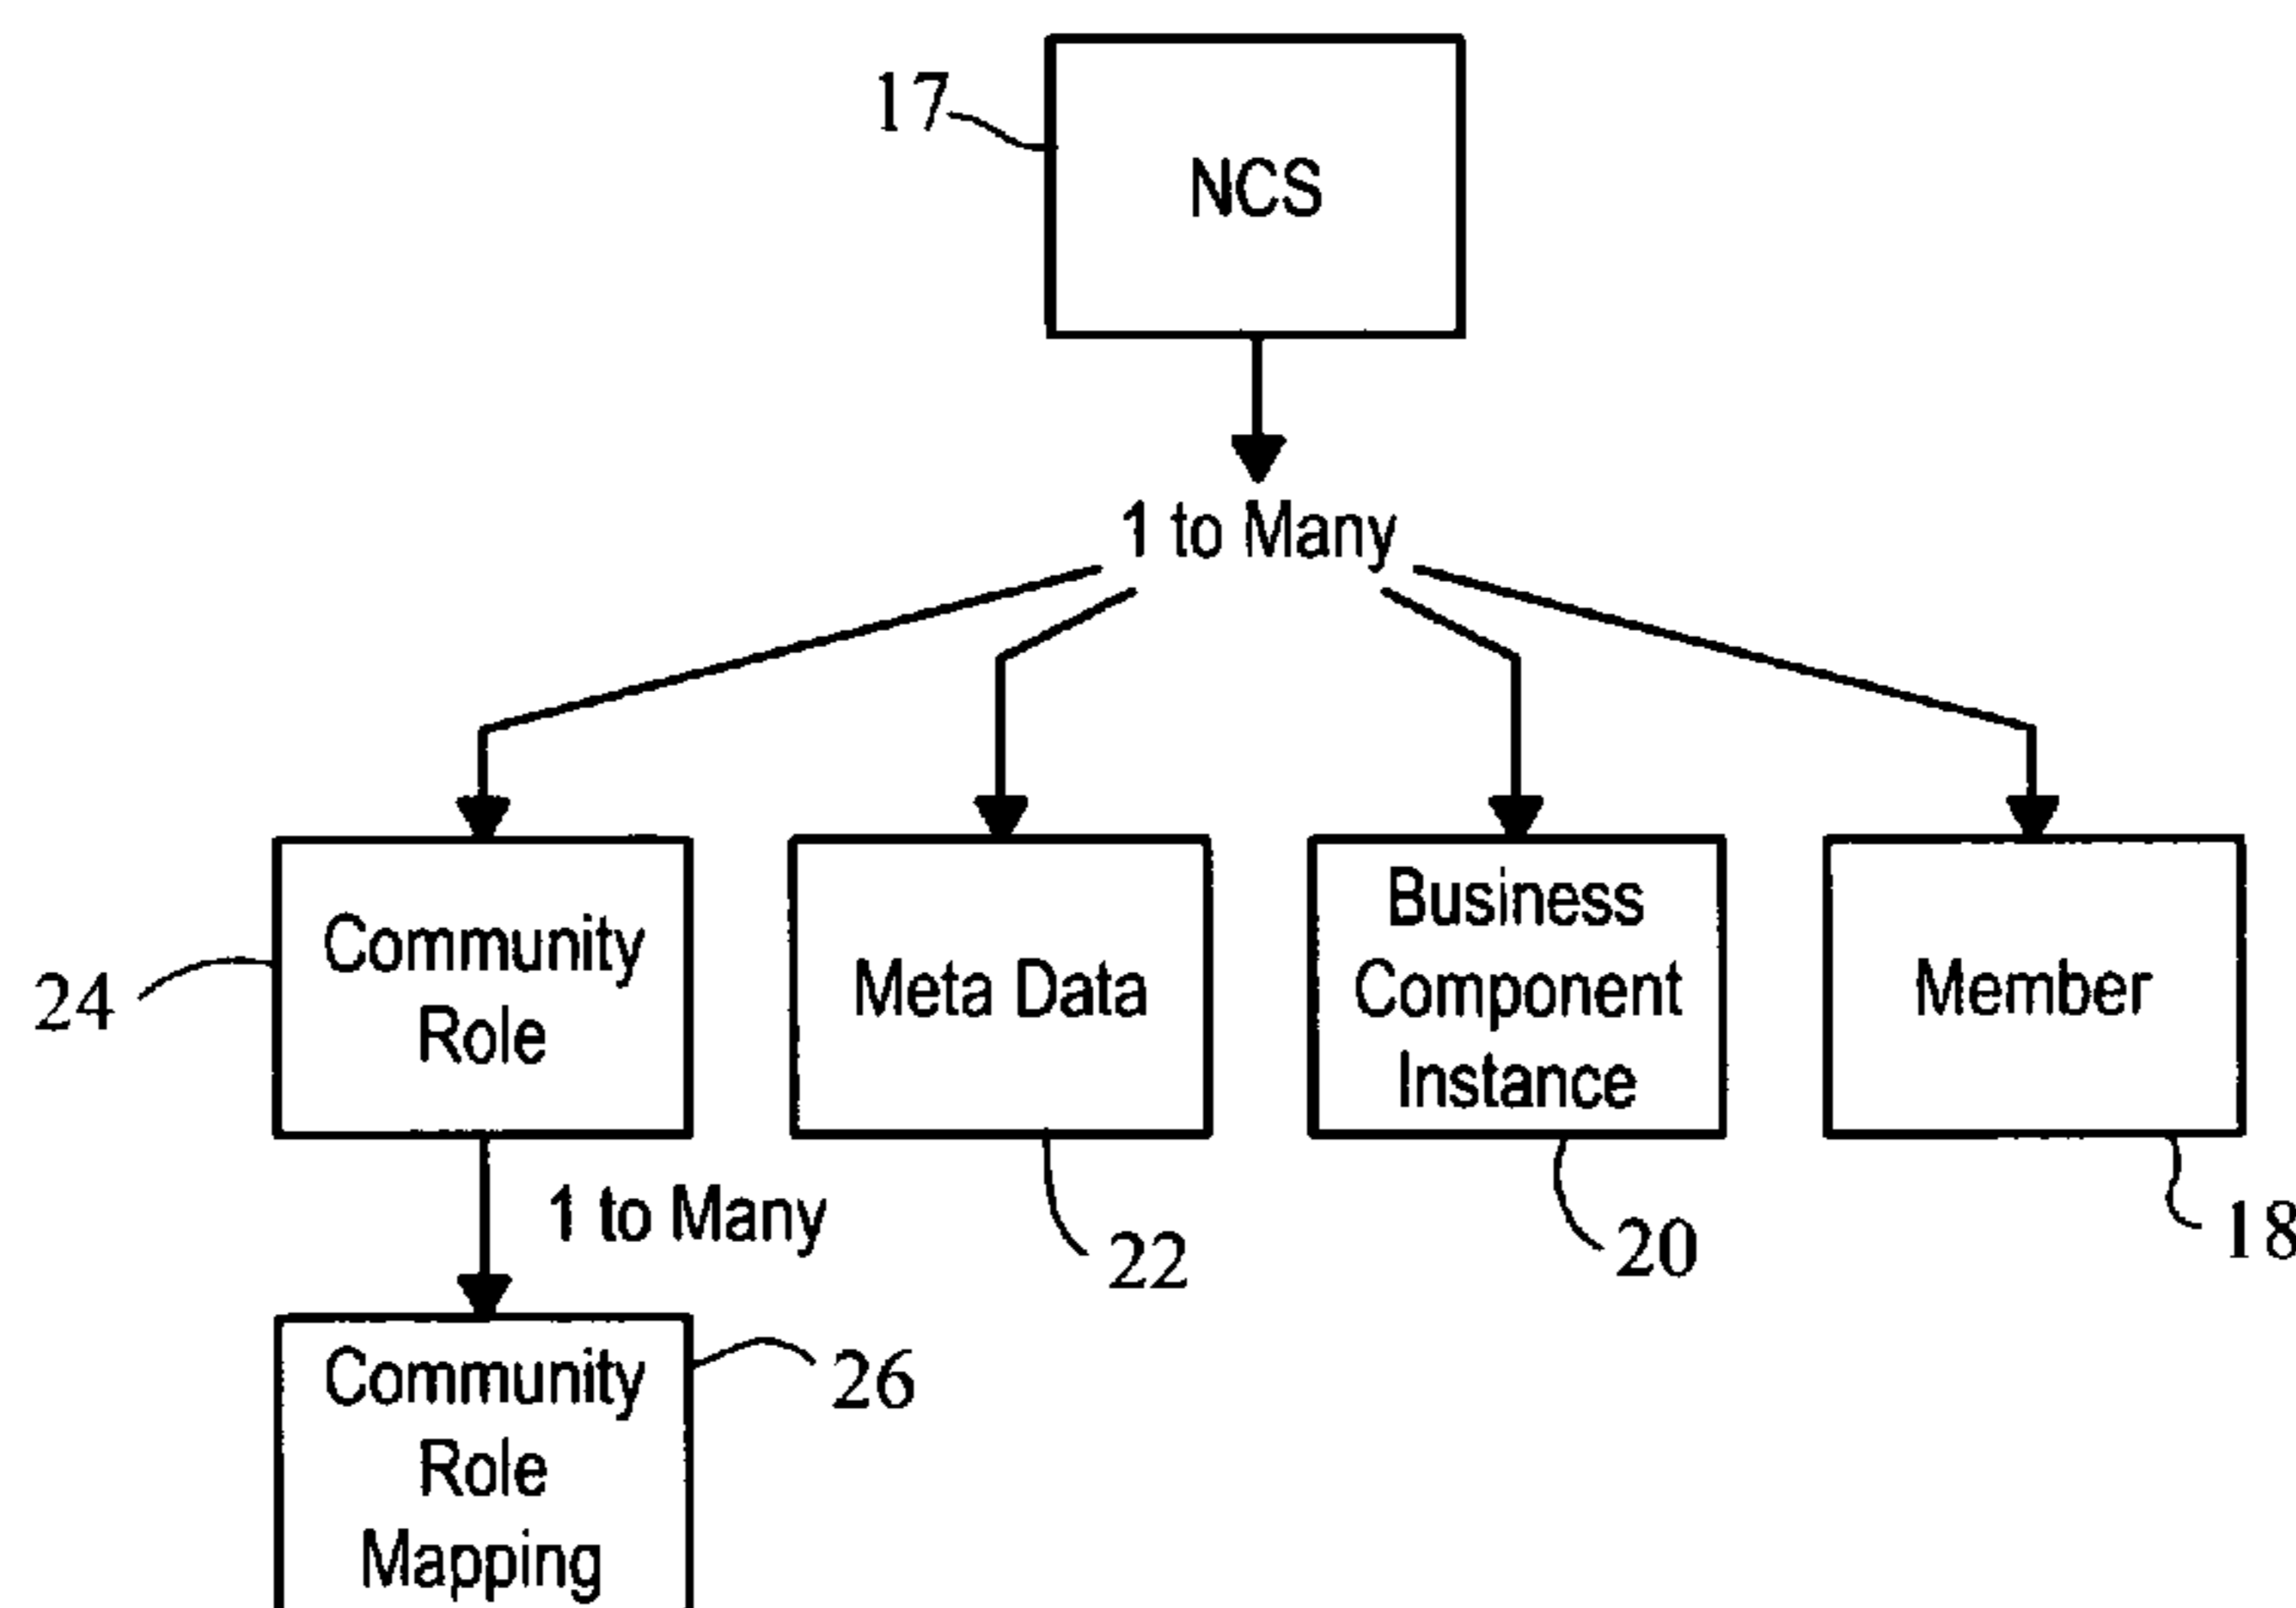 17
NCS
1 to Many
24
Community
Role
Meta Data
Business
Component
Instance
Member
1 to Many
22
20
18
26
Community
Role
Mapping